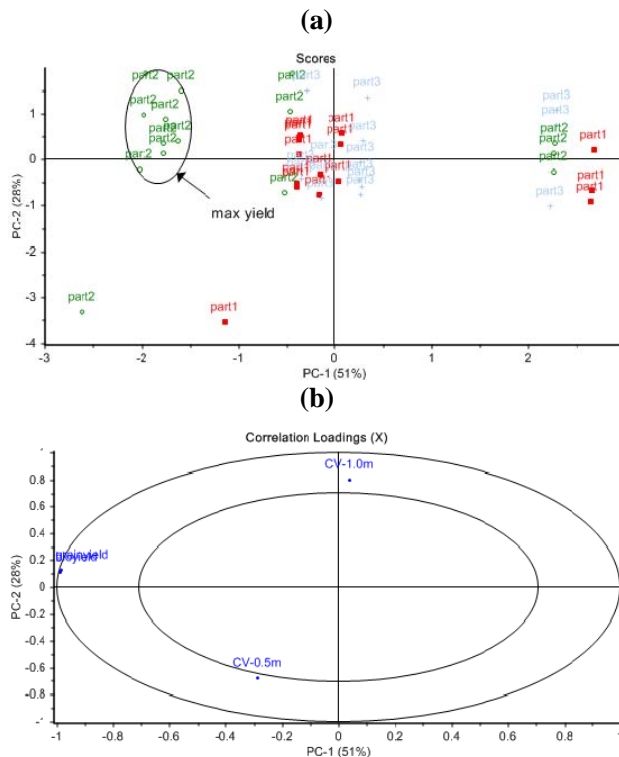 (a)
Scores
part2 part2 part2 part3
part2 part2 part3
part2 part3
part2 part2
part2 part1 part1 part3 part2
part2 part2 part1 part3 part2 part1
part2 part1 part1 part3 part2
part2 part1 part3 part3 part1
part1
max yield
part2
part1
1
0
-1
-2
-3
-4
PC-2 (28%)
-3 -2 -1 0 1 2
PC-1 (51%)
(b)
Correlation Loadings (X)
CV-1.0m
0.8
0.6
0.4
0.2
0
-0.2
-0.4
-0.6
-0.8
grainyield
CV-0.5m
PC-2 (28%)
-1 -0.8 -0.6 -0.4 -0.2 0 0.2 0.4 0.6 0.8
PC-1 (51%)